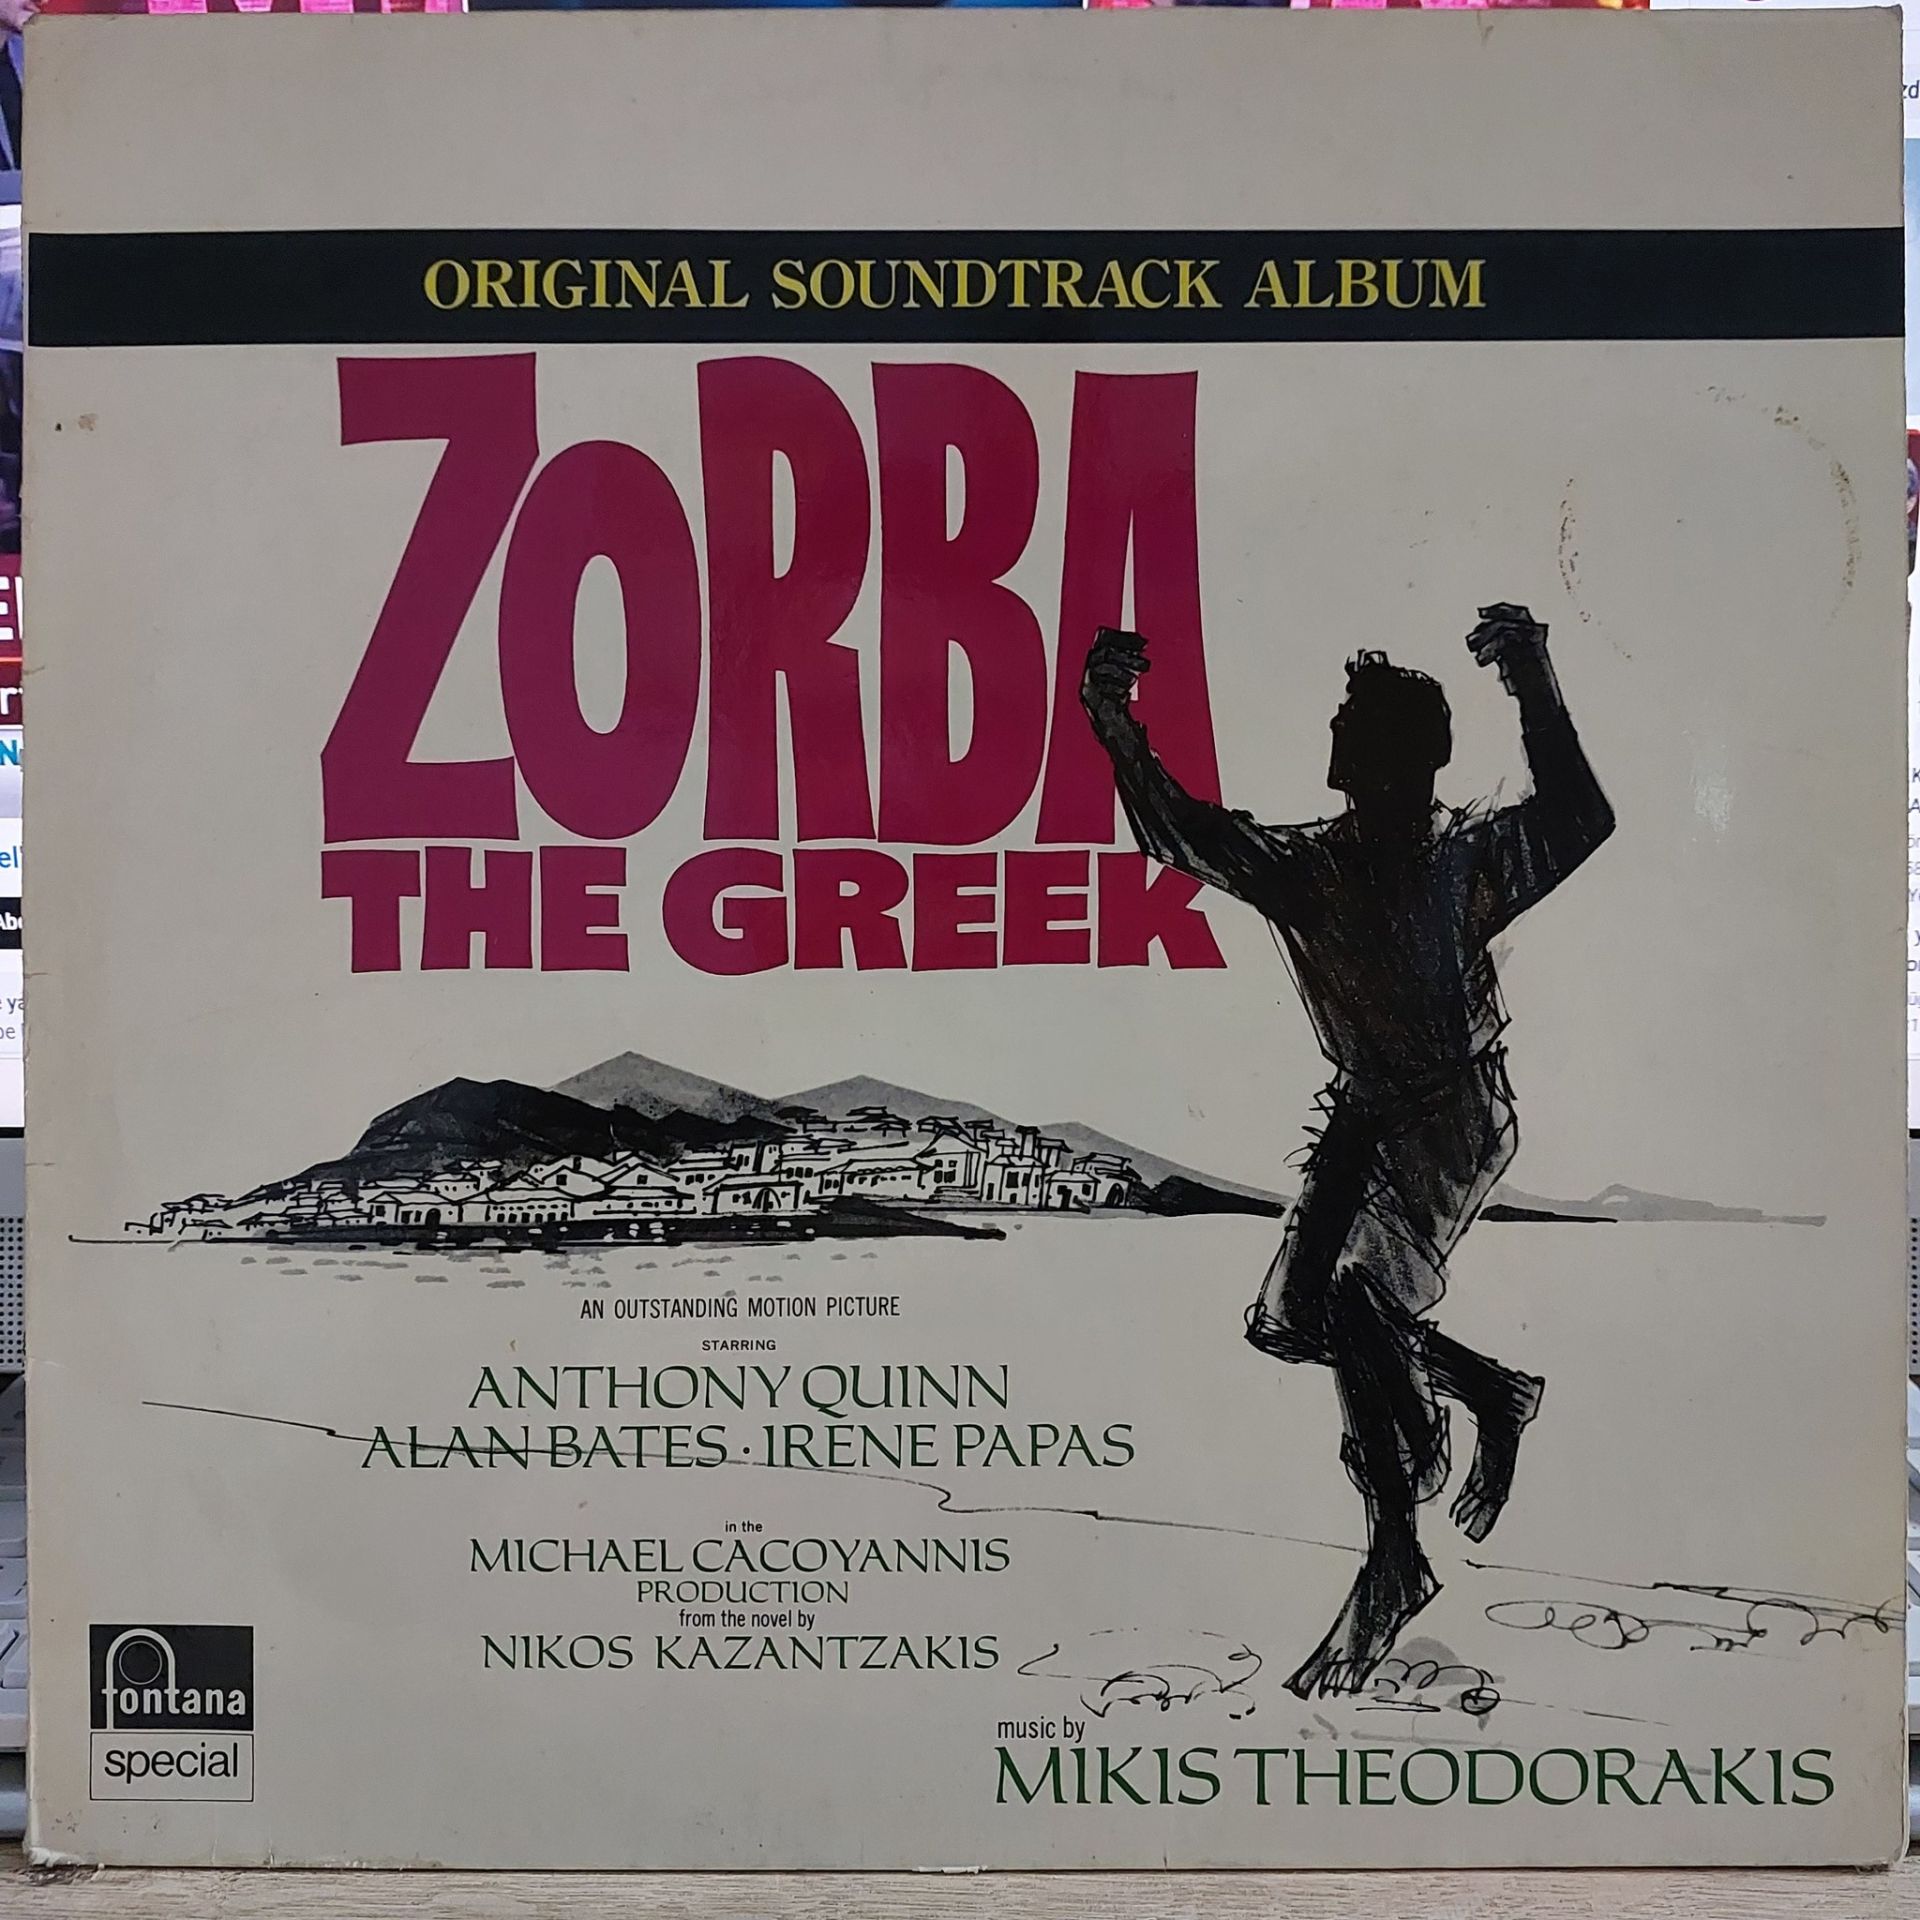 ORIGINAL SOUNDTRACK ALBUM
ZORBA
THE GREEK
AN OUTSTANDING MOTION PICTURE
STARRING
ANTHONY QUINN
ALAN BATES · IRENE PAPAS
in the
MICHAEL CACOYANNIS
PRODUCTION
from the novel by
NIKOS KAZANTZAKIS
fontana
special
music by
MIKIS THEODORAKIS